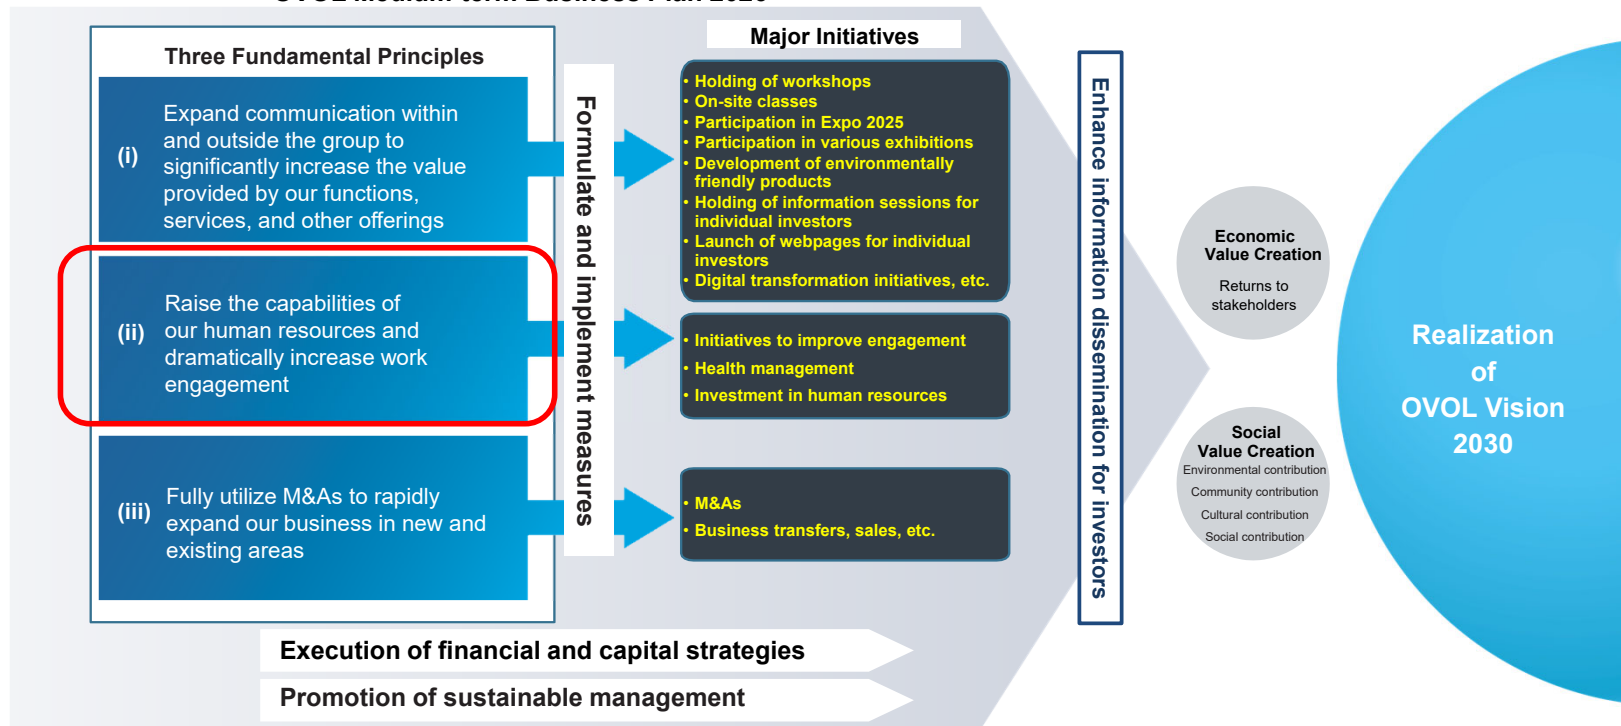 Three Fundamental Principles
(i)
Expand communication within
and outside the group to
significantly increase the value
provided by our functions,
services, and other offerings
(ii)
Raise the capabilities of
our human resources and
dramatically increase work
engagement
(iii)
Fully utilize M&As to rapidly
expand our business in new and
existing areas
Formulate and implement measures
Major Initiatives
• Holding of workshops
• On-site classes
• Participation in Expo 2025
• Participation in various exhibitions
• Development of environmentally
friendly products
• Holding of information sessions for
individual investors
• Launch of webpages for individual
investors
• Digital transformation initiatives, etc.
• Initiatives to improve engagement
• Health management
• Investment in human resources
• M&As
• Business transfers, sales, etc.
Enhance information dissemination for investors
Economic
Value Creation
Returns to
stakeholders
Social
Value Creation
Environmental contribution
Community contribution
Cultural contribution
Social contribution
Realization
of
OVOL Vision
2030
Execution of financial and capital strategies
Promotion of sustainable management